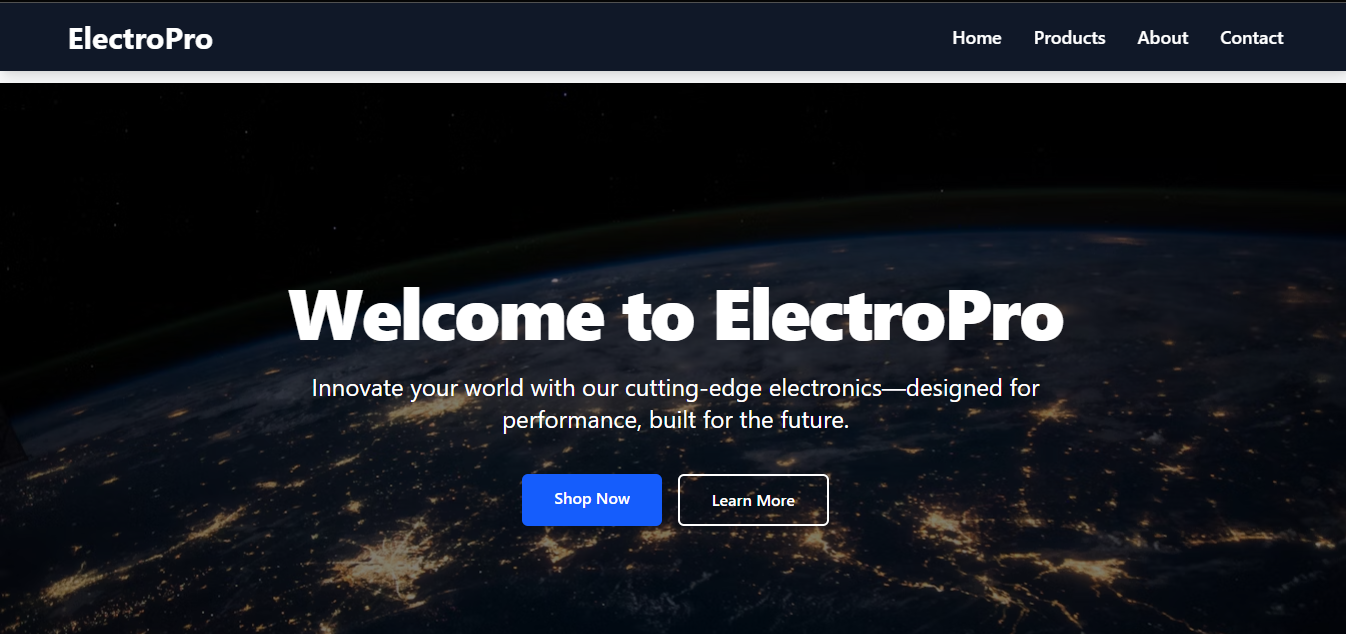 ElectroPro
Home Products About Contact
Welcome to ElectroPro
Innovate your world with our cutting-edge electronics—designed for
performance, built for the future.
Shop Now Learn More